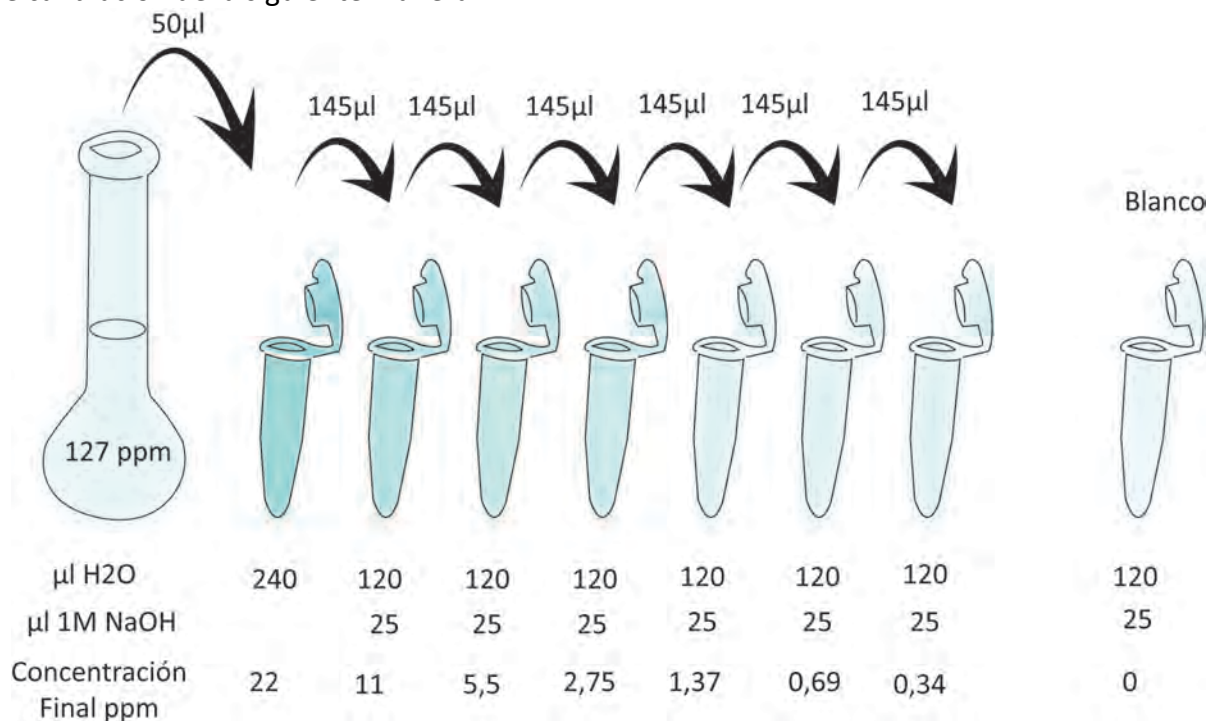 50µl
145µl 145µl 145µl 145µl 145µl 145µl
Blanco
127 ppm
µl H2O 240 120 120 120 120 120 120 120
µl 1M NaOH 25 25 25 25 25 25 25
Concentración
Final ppm 22 11 5,5 2,75 1,37 0,69 0,34 0